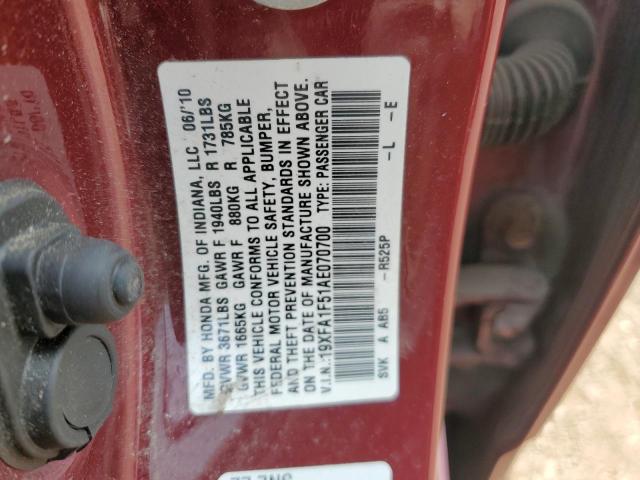 MFD. BY HONDA MFG. OF INDIANA, LLC 06/'10
GVWR 3671LBS GAWR F 1940LBS R 1731LBS
GVWR 1665KG GAWR F 880KG R 785KG
THIS VEHICLE CONFORMS TO ALL APPLICABLE
FEDERAL MOTOR VEHICLE SAFETY, BUMPER,
AND THEFT PREVENTION STANDARDS IN EFFECT
ON THE DATE OF MANUFACTURE SHOWN ABOVE.
V.I.N.:19XFA1F51AE070700 TYPE: PASSENGER CAR
SVK A AB5 -R525P -L -E